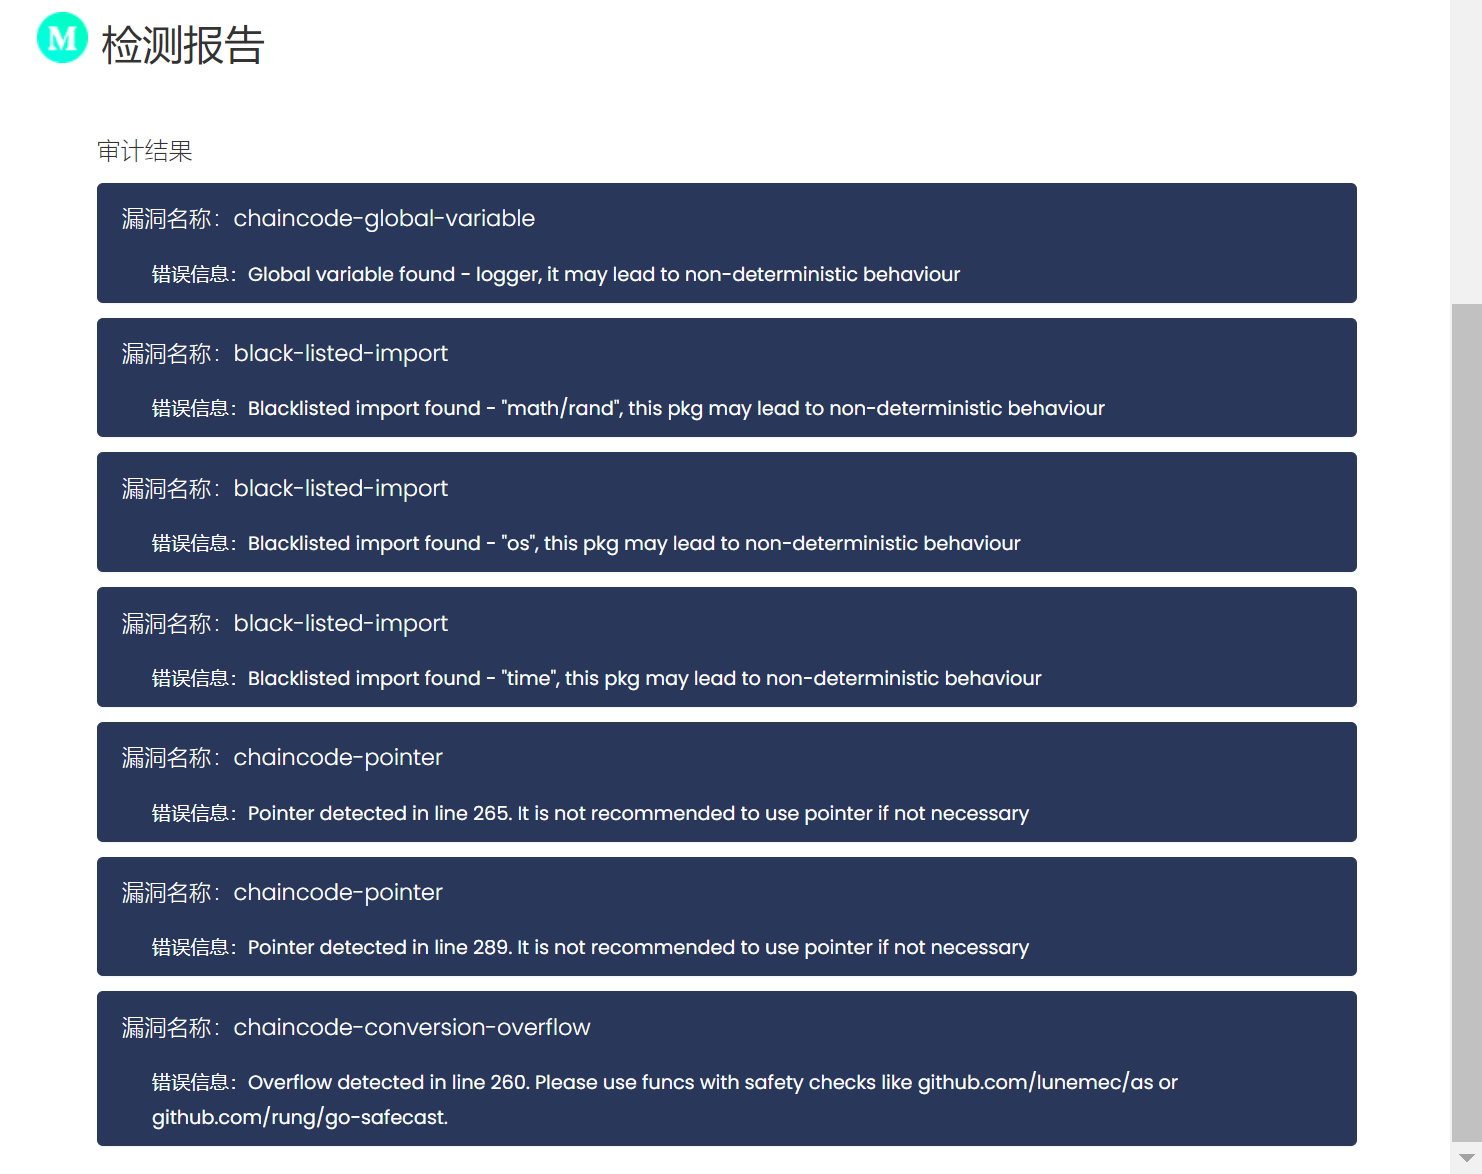 M 检测报告
审计结果
漏洞名称：chaincode-global-variable
错误信息：Global variable found - logger, it may lead to non-deterministic behaviour
漏洞名称：black-listed-import
错误信息：Blacklisted import found - "math/rand", this pkg may lead to non-deterministic behaviour
漏洞名称：black-listed-import
错误信息：Blacklisted import found - "os", this pkg may lead to non-deterministic behaviour
漏洞名称：black-listed-import
错误信息：Blacklisted import found - "time", this pkg may lead to non-deterministic behaviour
漏洞名称：chaincode-pointer
错误信息：Pointer detected in line 265. It is not recommended to use pointer if not necessary
漏洞名称：chaincode-pointer
错误信息：Pointer detected in line 289. It is not recommended to use pointer if not necessary
漏洞名称：chaincode-conversion-overflow
错误信息：Overflow detected in line 260. Please use funcs with safety checks like github.com/lunemec/as or
github.com/rung/go-safecast.